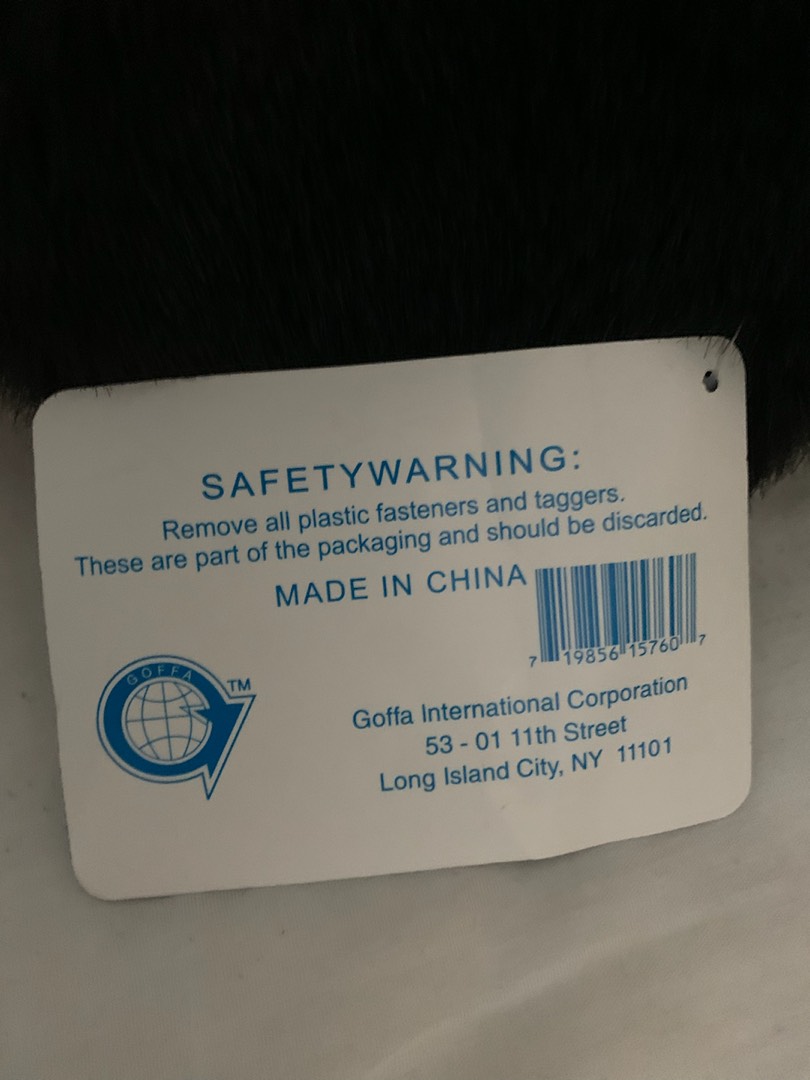 SAFETYWARNING:
Remove all plastic fasteners and taggers.
These are part of the packaging and should be discarded.
MADE IN CHINA
7 19856 15760 7
GOFFA
TM
Goffa International Corporation
53 - 01 11th Street
Long Island City, NY 11101